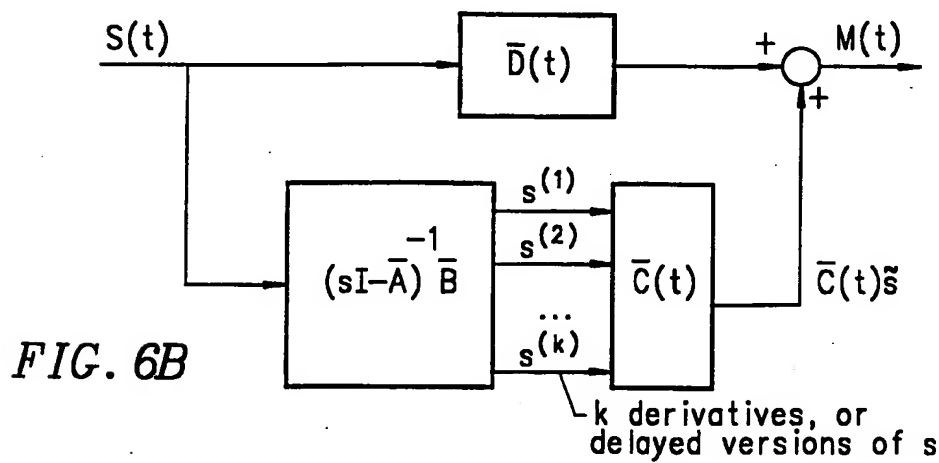 S(t)
D̅(t)
+
M(t)
+
s(1)
(sI-A̅)-1 B̅
s(2)
C̅(t)
C̅(t)s̃
...
s(k)
FIG. 6B
k derivatives, or
delayed versions of s